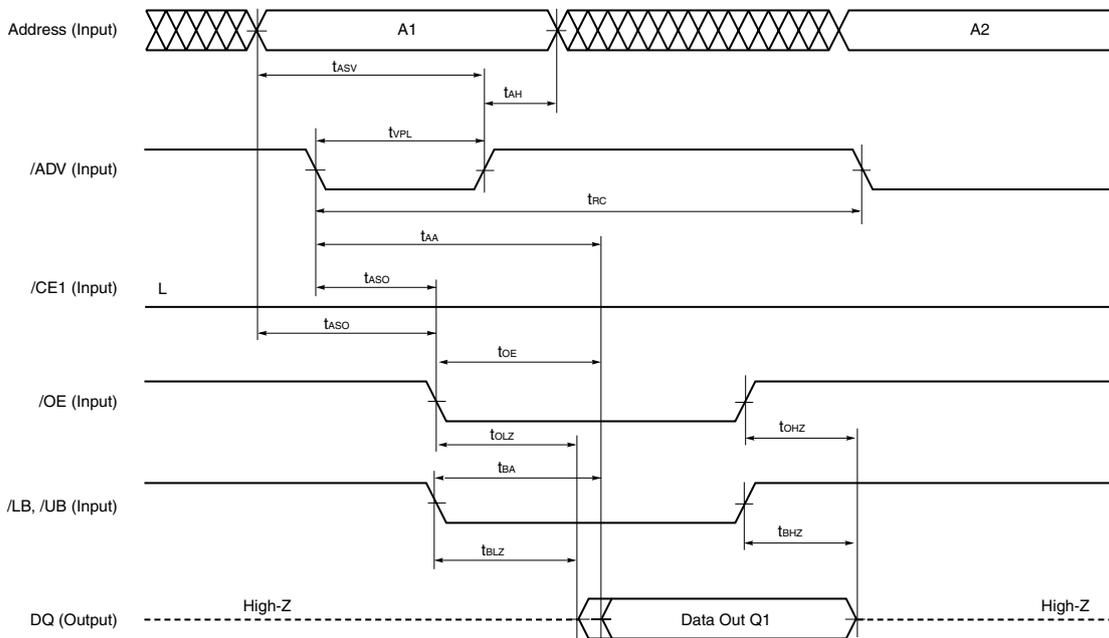 Address (Input) A1 A2
tASV
tAH
tVPL
/ADV (Input)
tRC
tAA
tASO
/CE1 (Input) L
tASO
tOE
/OE (Input)
tOHZ
tOLZ
tBA
/LB, /UB (Input)
tBHZ
tBLZ
High-Z High-Z
DQ (Output) Data Out Q1